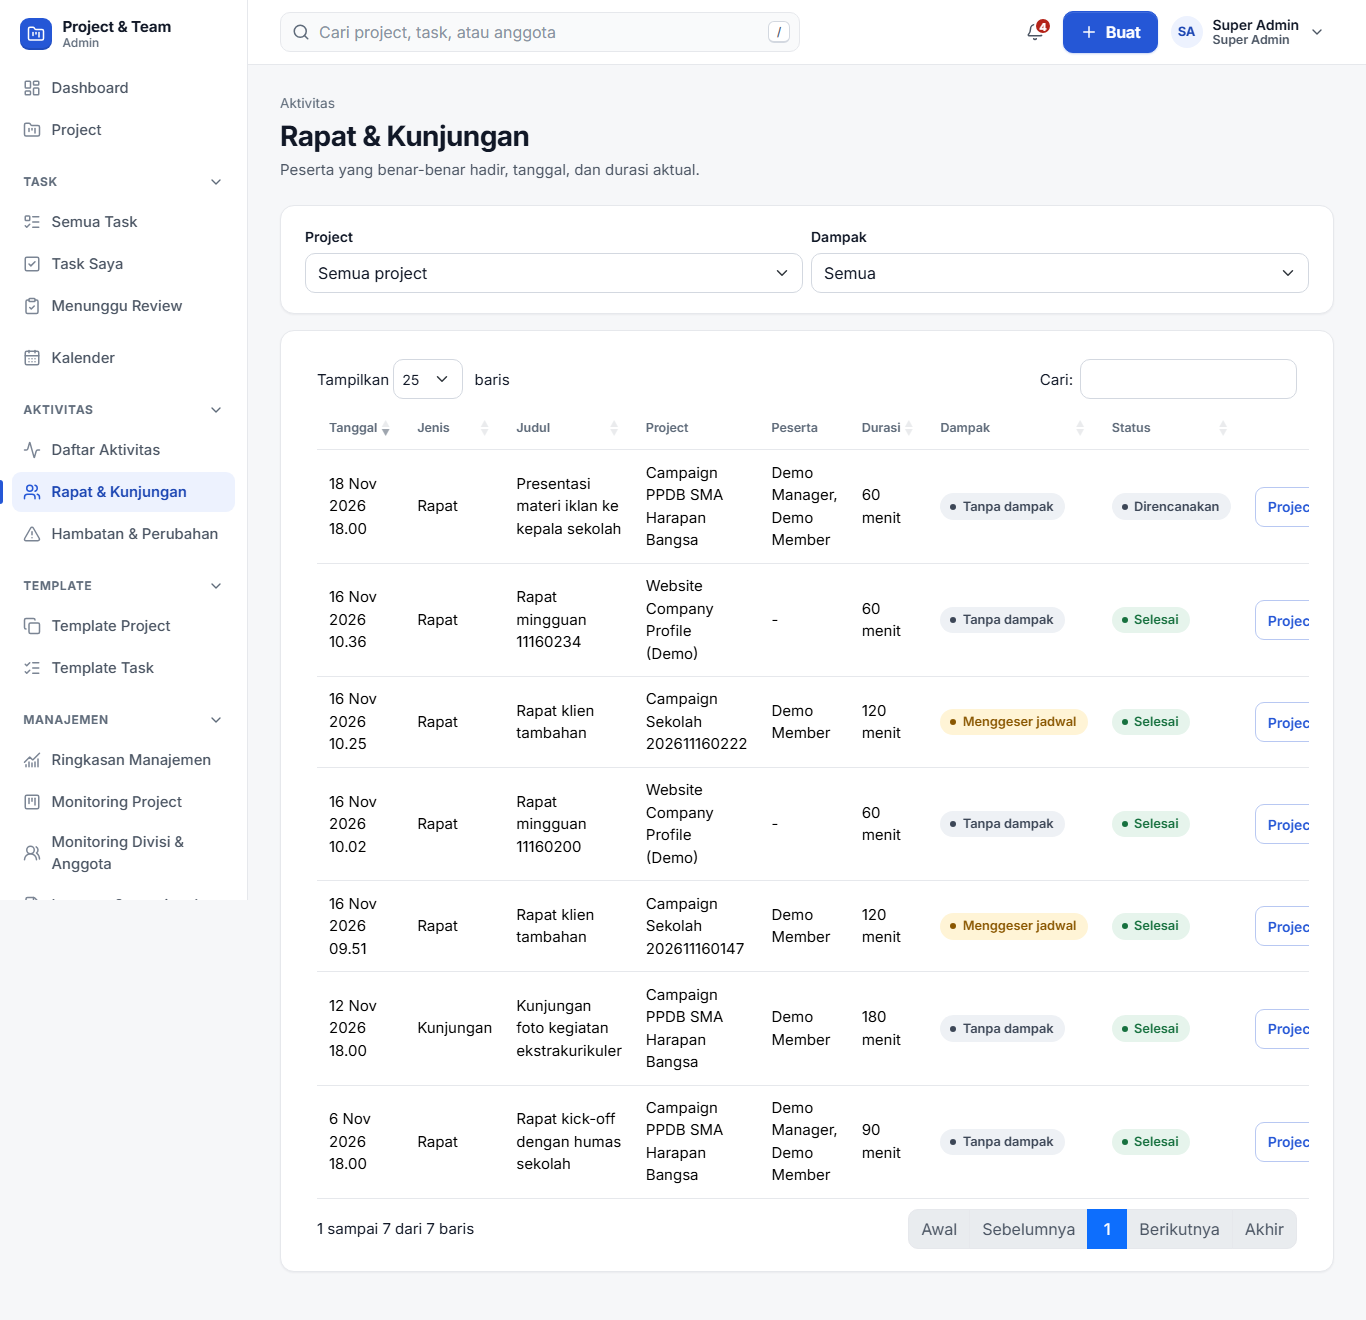 Project & Team
Admin
Cari project, task, atau anggota
/
4
+ Buat
SA
Super Admin
Super Admin
Dashboard
Project
TASK
Semua Task
Task Saya
Menunggu Review
Kalender
AKTIVITAS
Daftar Aktivitas
Rapat & Kunjungan
Hambatan & Perubahan
TEMPLATE
Template Project
Template Task
MANAJEMEN
Ringkasan Manajemen
Monitoring Project
Monitoring Divisi &
Anggota
Aktivitas
Rapat & Kunjungan
Peserta yang benar-benar hadir, tanggal, dan durasi aktual.
Project
Dampak
Semua project
Semua
Tampilkan 25 baris
Cari:
Tanggal Jenis Judul Project Peserta Durasi Dampak Status
18 Nov
2026
18.00
Rapat
Presentasi
materi iklan ke
kepala sekolah
Campaign
PPDB SMA
Harapan
Bangsa
Demo
Manager,
Demo
Member
60
menit
Tanpa dampak
Direncanakan
Projec
16 Nov
2026
10.36
Rapat
Rapat
mingguan
11160234
Website
Company
Profile
(Demo)
-
60
menit
Tanpa dampak
Selesai
Projec
16 Nov
2026
10.25
Rapat
Rapat klien
tambahan
Campaign
Sekolah
202611160222
Demo
Member
120
menit
Menggeser jadwal
Selesai
Projec
16 Nov
2026
10.02
Rapat
Rapat
mingguan
11160200
Website
Company
Profile
(Demo)
-
60
menit
Tanpa dampak
Selesai
Projec
16 Nov
2026
09.51
Rapat
Rapat klien
tambahan
Campaign
Sekolah
202611160147
Demo
Member
120
menit
Menggeser jadwal
Selesai
Projec
12 Nov
2026
18.00
Kunjungan
Kunjungan
foto kegiatan
ekstrakurikuler
Campaign
PPDB SMA
Harapan
Bangsa
Demo
Member
180
menit
Tanpa dampak
Selesai
Projec
6 Nov
2026
18.00
Rapat
Rapat kick-off
dengan humas
sekolah
Campaign
PPDB SMA
Harapan
Bangsa
Demo
Manager,
Demo
Member
90
menit
Tanpa dampak
Selesai
Projec
1 sampai 7 dari 7 baris
Awal Sebelumnya 1 Berikutnya Akhir